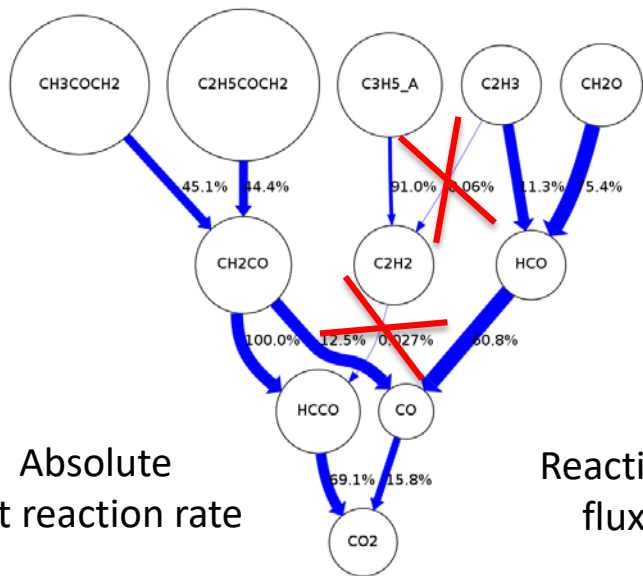 CH3COCH2 C2H5COCH2 C3H5_A C2H3 CH2O
45.1% 44.4% 91.0% 0.06% 11.3% 75.4%
CH2CO C2H2 HCO
100.0% 12.5% 0.027% 60.8%
HCCO CO
Absolute
t reaction rate
Reacti
flux
69.1% 15.8%
CO2